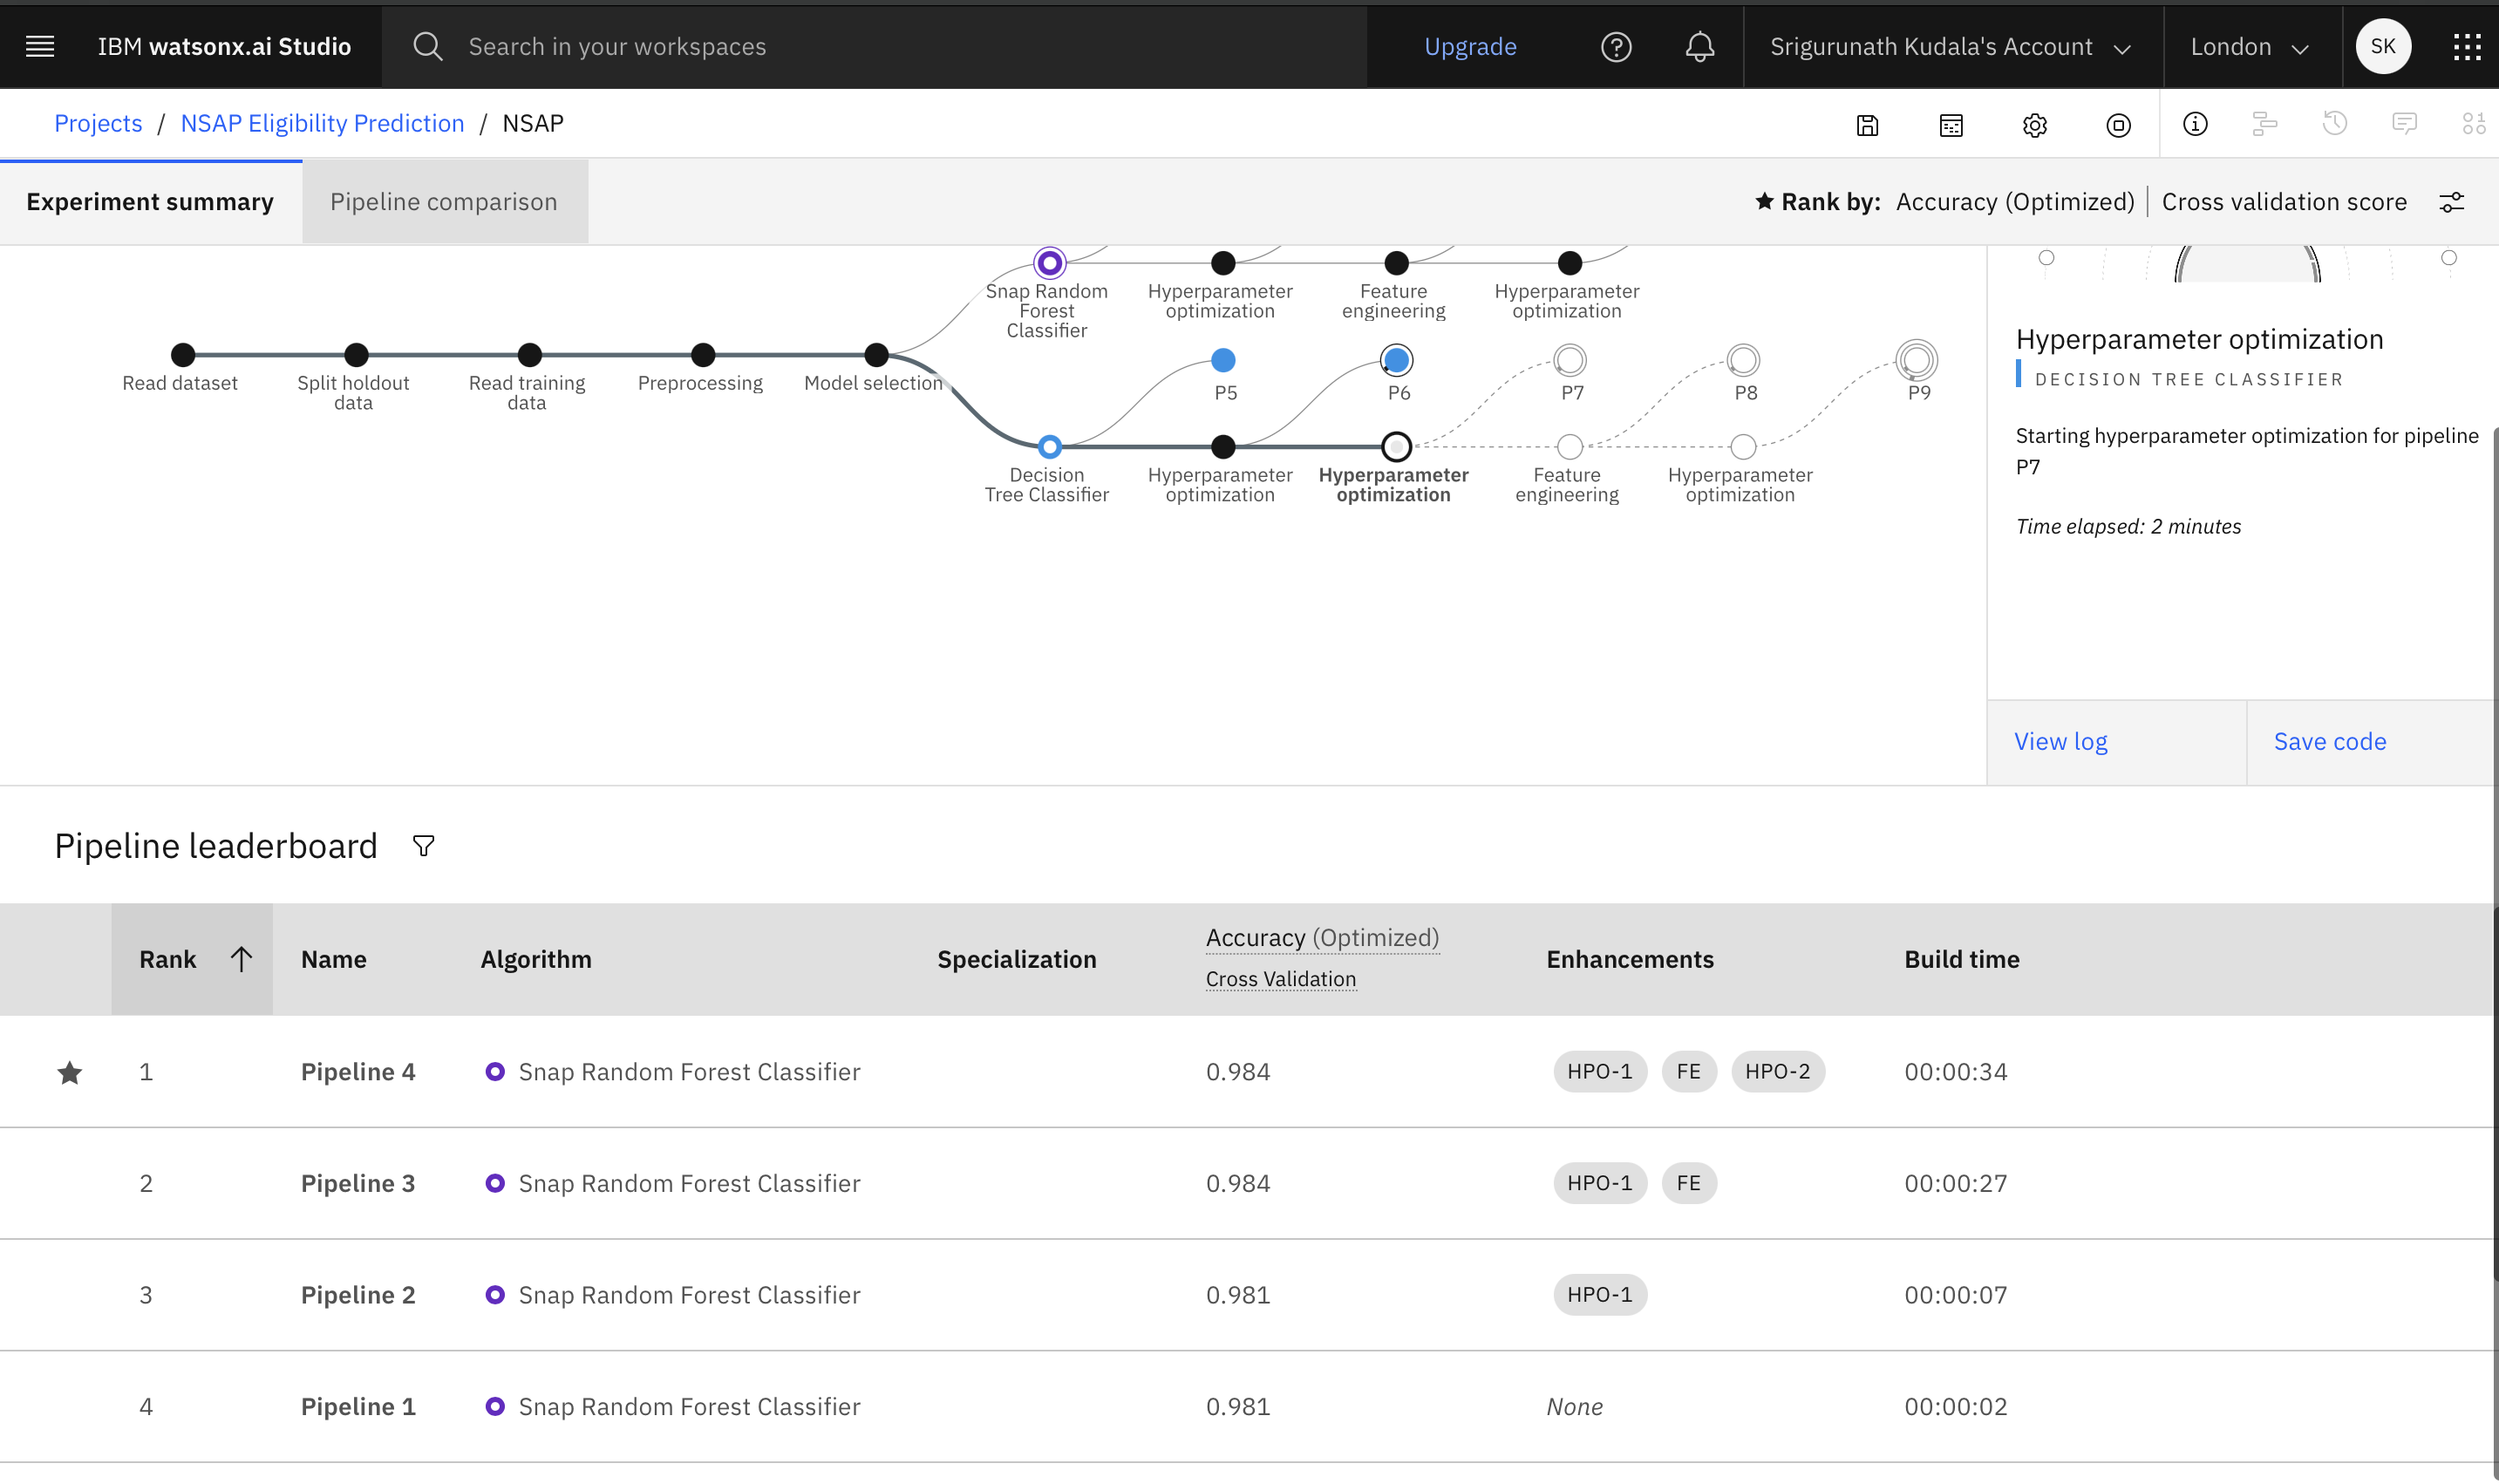 IBM watsonx.ai Studio
Search in your workspaces
Upgrade
Srigurunath Kudala's Account
London
SK
Projects / NSAP Eligibility Prediction / NSAP
Experiment summary
Pipeline comparison
Rank by: Accuracy (Optimized) | Cross validation score
Snap Random
Forest
Classifier
Hyperparameter
optimization
Feature
engineering
Hyperparameter
optimization
Read dataset
Split holdout
data
Read training
data
Preprocessing
Model selection
P5
P6
P7
P8
P9
Decision
Tree Classifier
Hyperparameter
optimization
Hyperparameter
optimization
Feature
engineering
Hyperparameter
optimization
Hyperparameter optimization
DECISION TREE CLASSIFIER
Starting hyperparameter optimization for pipeline
P7
Time elapsed: 2 minutes
View log
Save code
Pipeline leaderboard
Rank
Name
Algorithm
Specialization
Accuracy (Optimized)
Cross Validation
Enhancements
Build time
1 Pipeline 4 Snap Random Forest Classifier 0.984 HPO-1 FE HPO-2 00:00:34
2 Pipeline 3 Snap Random Forest Classifier 0.984 HPO-1 FE 00:00:27
3 Pipeline 2 Snap Random Forest Classifier 0.981 HPO-1 00:00:07
4 Pipeline 1 Snap Random Forest Classifier 0.981 None 00:00:02